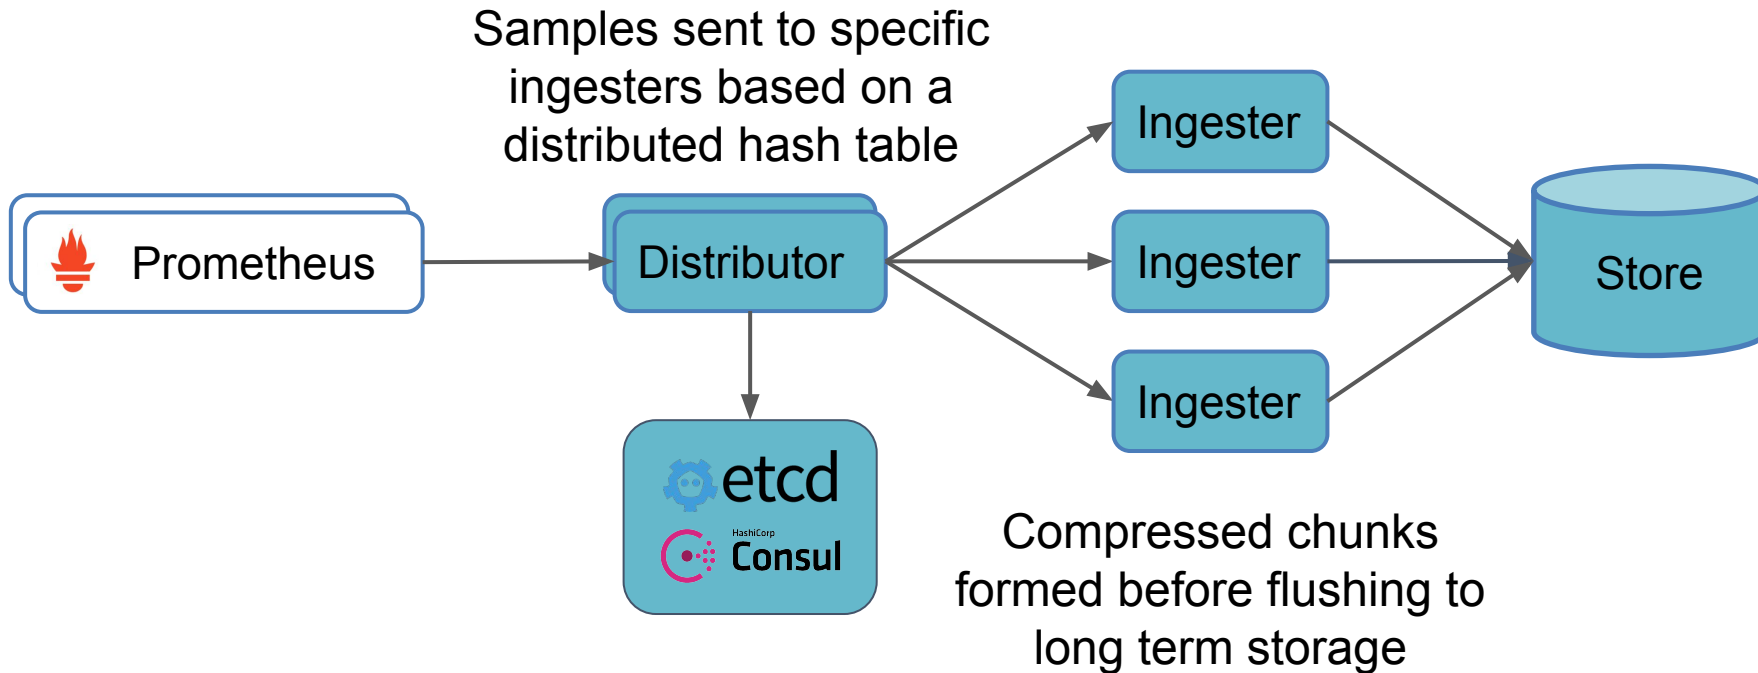 Samples sent to specific
ingesters based on a
distributed hash table
Prometheus
Distributor
Ingester
Ingester
Ingester
Store
etcd
HashiCorp
Consul
Compressed chunks
formed before flushing to
long term storage